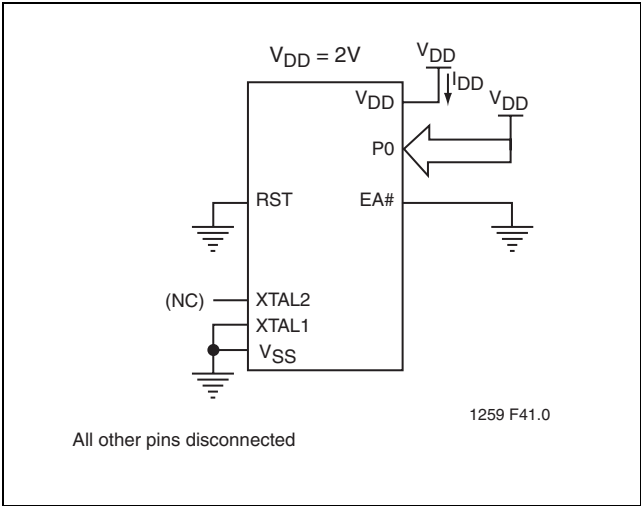 VDD = 2V
VDD
IDD
VDD
VDD
P0
RST
EA#
(NC)
XTAL2
XTAL1
VSS
1259 F41.0
All other pins disconnected